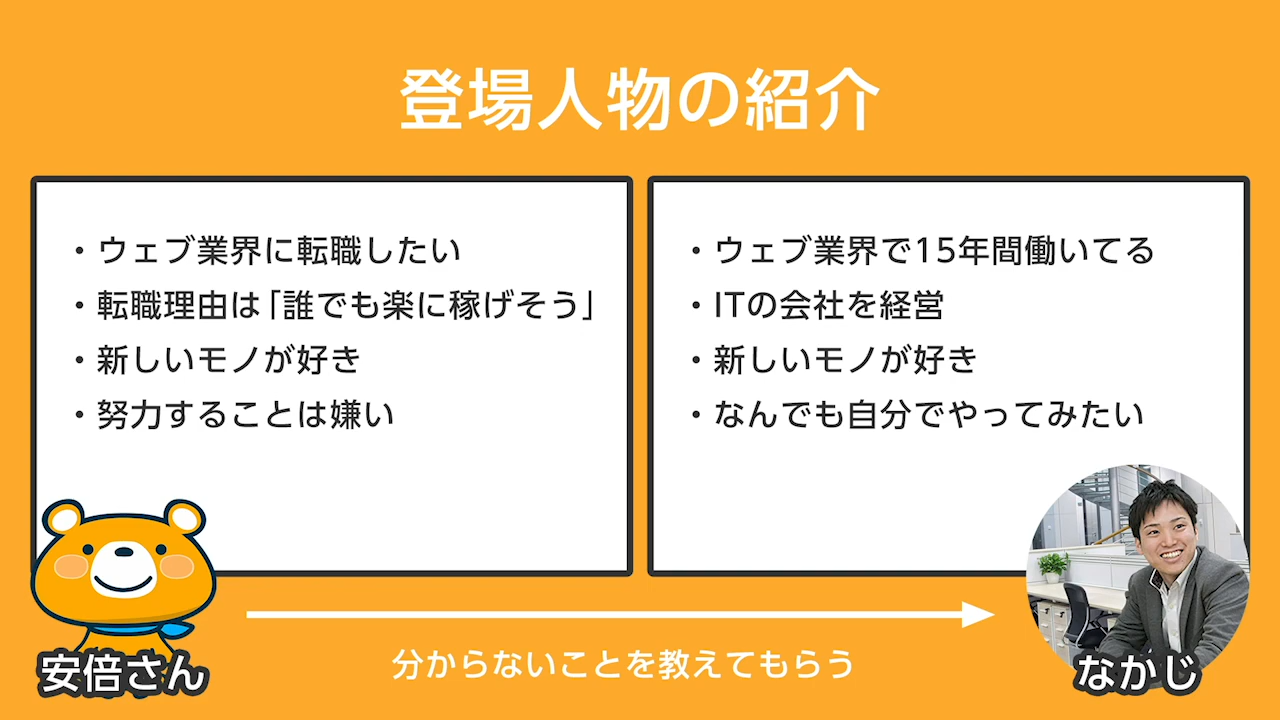 登場人物の紹介
・ウェブ業界に転職したい
・転職理由は「誰でも楽に稼げそう」
・新しいモノが好き
・努力することは嫌い
・ウェブ業界で15年間働いてる
・ITの会社を経営
・新しいモノが好き
・なんでも自分でやってみたい
安倍さん
分からないことを教えてもらう
なかじ